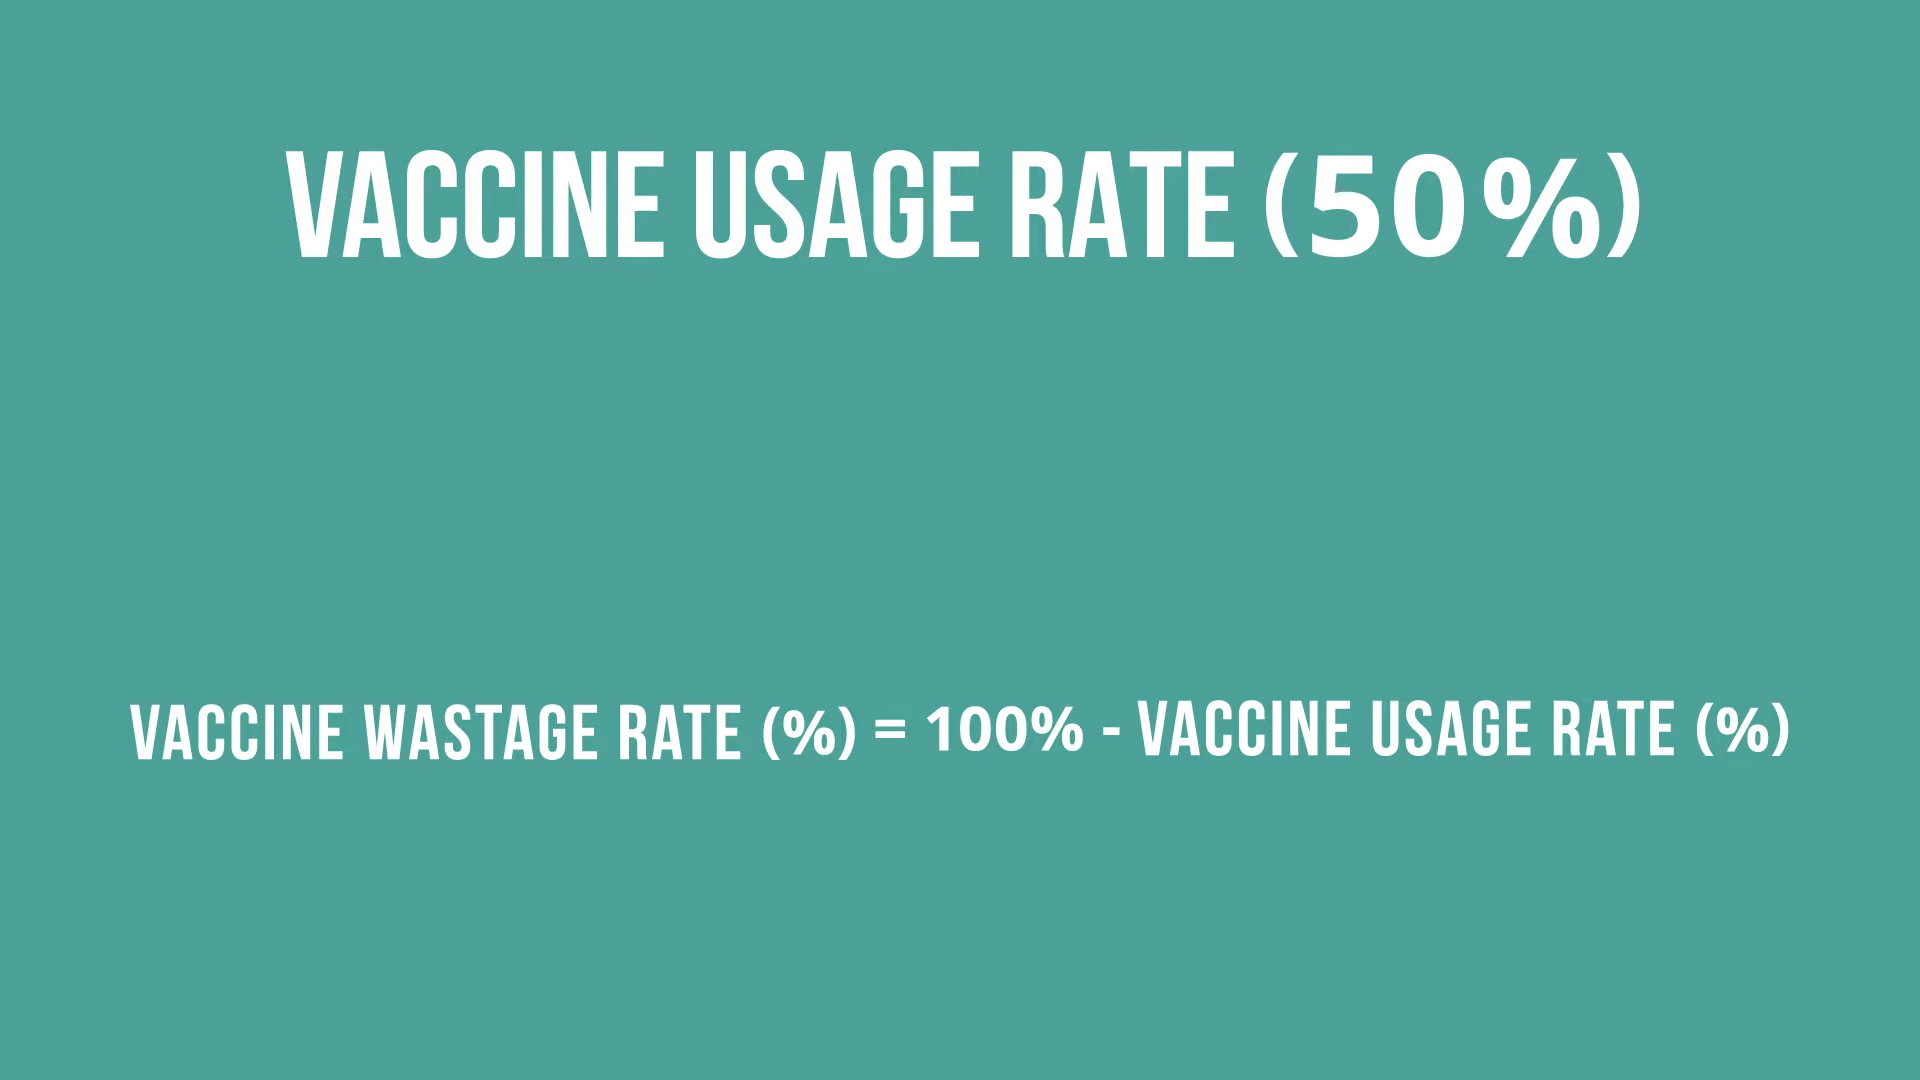 VACCINE USAGE RATE (50%)
VACCINE WASTAGE RATE (%) = 100% - VACCINE USAGE RATE (%)